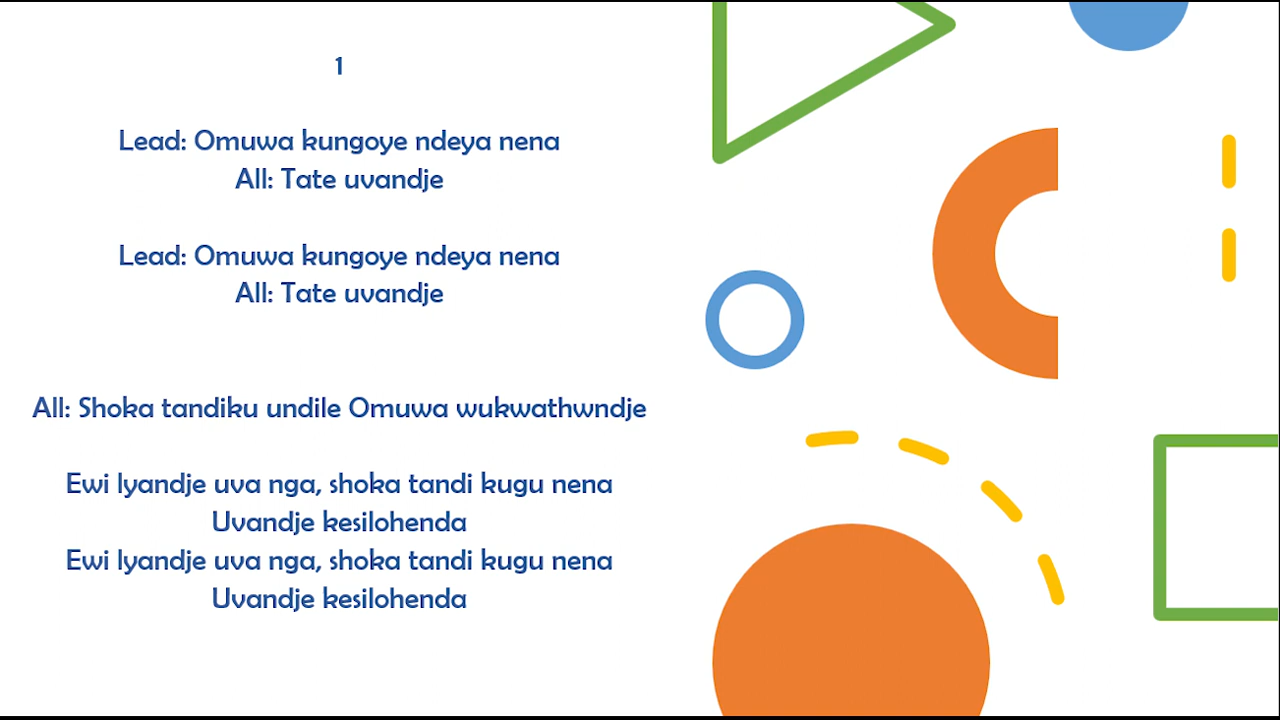 1
Lead: Omuwa kungoye ndeya nena
All: Tate uvandje
Lead: Omuwa kungoye ndeya nena
All: Tate uvandje
All: Shoka tandiku undile Omuwa wukwathwndje
Ewi lyandje uva nga, shoka tandi kugu nena
Uvandje kesilohenda
Ewi lyandje uva nga, shoka tandi kugu nena
Uvandje kesilohenda